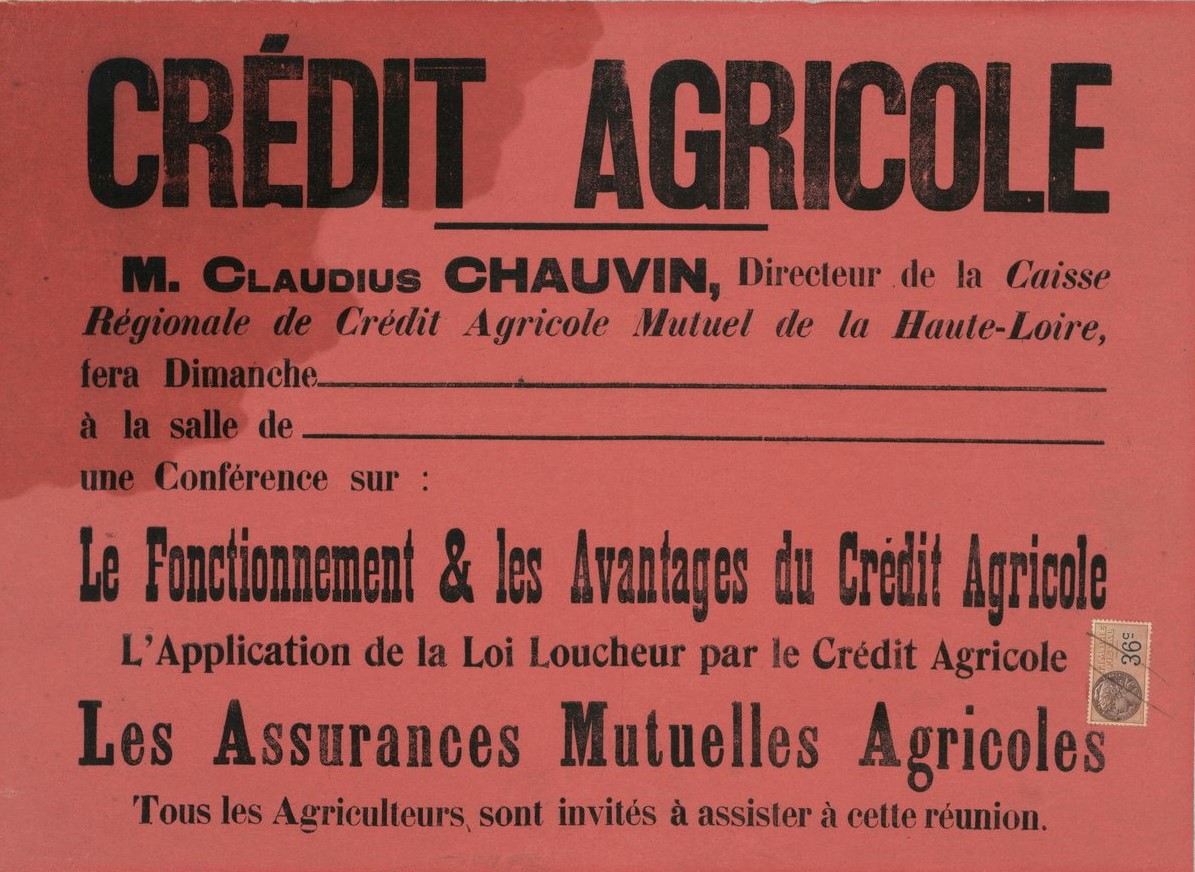 CRÉDIT AGRICOLE
M. CLAUDIUS CHAUVIN, Directeur de la Caisse
Régionale de Crédit Agricole Mutuel de la Haute-Loire,
fera Dimanche
à la salle de
une Conférence sur :
Le Fonctionnement & les Avantages du Crédit Agricole
L'Application de la Loi Loucheur par le Crédit Agricole
36c
Les Assurances Mutuelles Agricoles
Tous les Agriculteurs sont invités à assister à cette réunion.